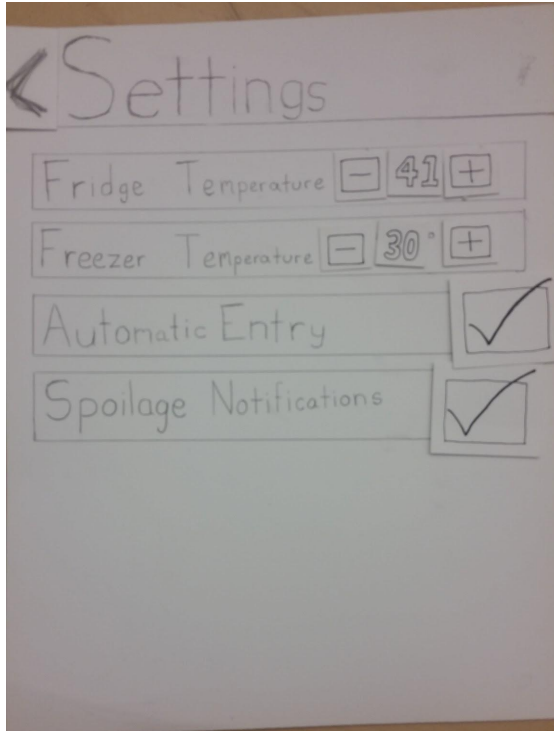 Settings
Fridge Temperature - 41 +
Freezer Temperature - 30° +
Automatic Entry
Spoilage Notifications